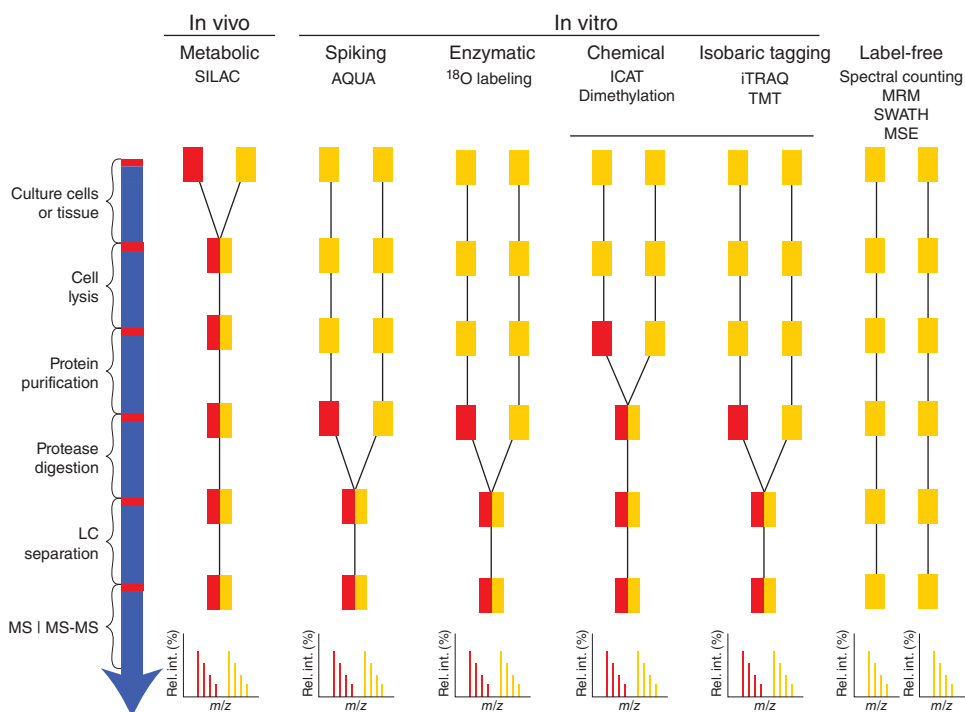 In vivo
In vitro
Metabolic
SILAC
Spiking
AQUA
Enzymatic
¹⁸O labeling
Chemical
ICAT
Dimethylation
Isobaric tagging
iTRAQ
TMT
Label-free
Spectral counting
MRM
SWATH
MSE
Culture cells
or tissue
Cell
lysis
Protein
purification
Protease
digestion
LC
separation
MS | MS-MS
Rel. int. (%)
m/z
Rel. int. (%)
m/z
Rel. int. (%)
m/z
Rel. int. (%)
m/z
Rel. int. (%)
m/z
Rel. int. (%)
m/z
Rel. int. (%)
m/z